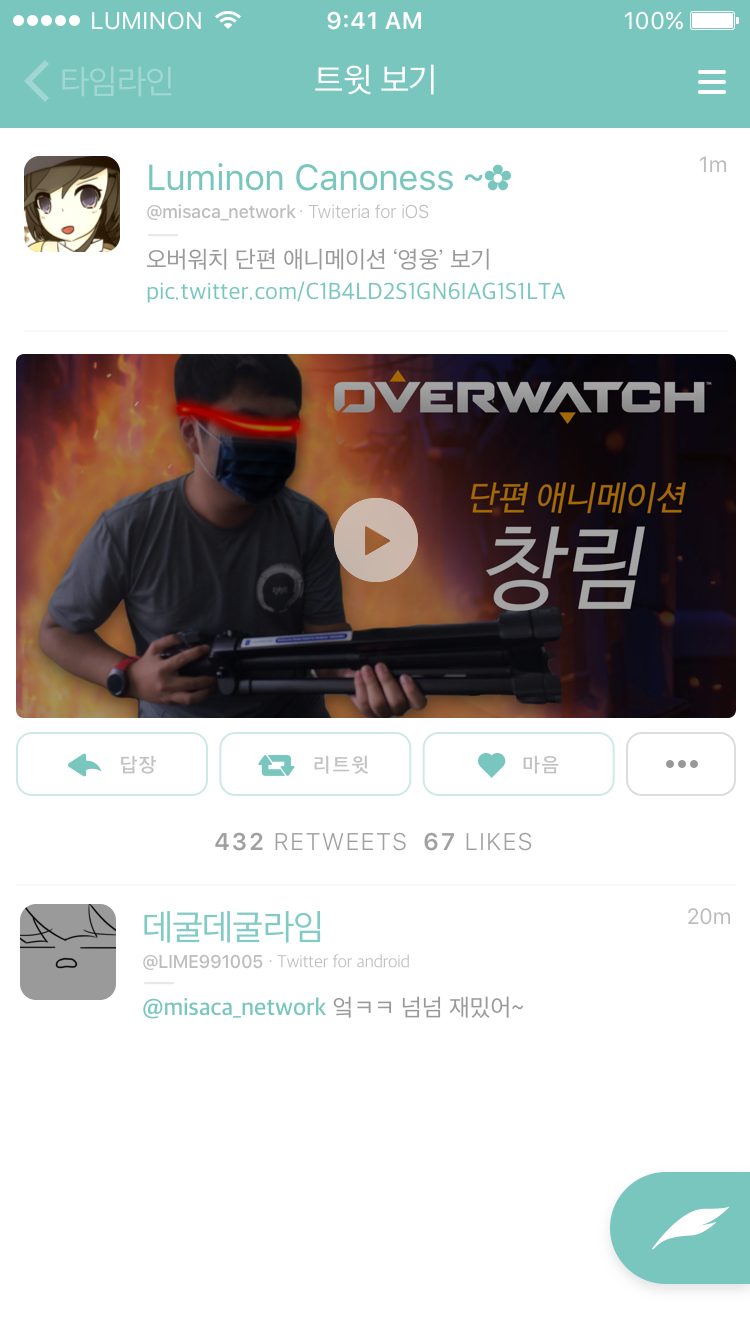 LUMINON 9:41 AM 100%
타임라인 트윗 보기
Luminon Canoness ~✿ 1m
@misaca_network · Twiteria for iOS
오버워치 단편 애니메이션 ‘영웅’ 보기
pic.twitter.com/C1B4LD2S1GN6IAG1S1LTA
OVERWATCH™
단편 애니메이션
창림
답장 리트윗 마음 •••
432 RETWEETS 67 LIKES
데굴데굴라임 20m
@LIME991005 · Twitter for android
@misaca_network 엌ㅋㅋ 넘넘 재밌어~